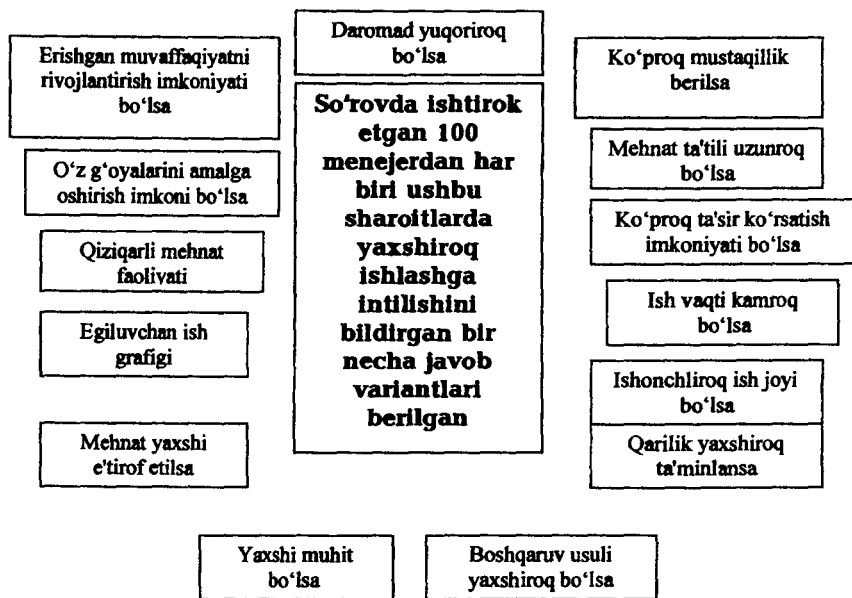 Daromad yuqoriroq
bo‘lsa
Erishgan muvaffaqiyatni
rivojlantirish imkoniyati
bo‘lsa
O‘z g‘oyalarini amalga
oshirish imkoni bo‘lsa
Qiziqarli mehnat
faolivati
Egiluvchan ish
grafigi
Mehnat yaxshi
e'tirof etilsa
So‘rovda ishtirok
etgan 100
menejerdan har
biri ushbu
sharoitlarda
yaxshiroq
ishlashga
intilishini
bildirgan bir
necha javob
variantlari
berilgan
Ko‘proq mustaqillik
berilsa
Mehnat ta'tili uzunroq
bo‘lsa
Ko‘proq ta'sir ko‘rsatish
imkoniyati bo‘lsa
Ish vaqti kamroq
bo‘lsa
Ishonchliroq ish joyi
bo‘lsa
Qarilik yaxshiroq
ta'minlansa
Yaxshi muhit
bo‘lsa
Boshqaruv usuli
yaxshiroq bo‘lsa